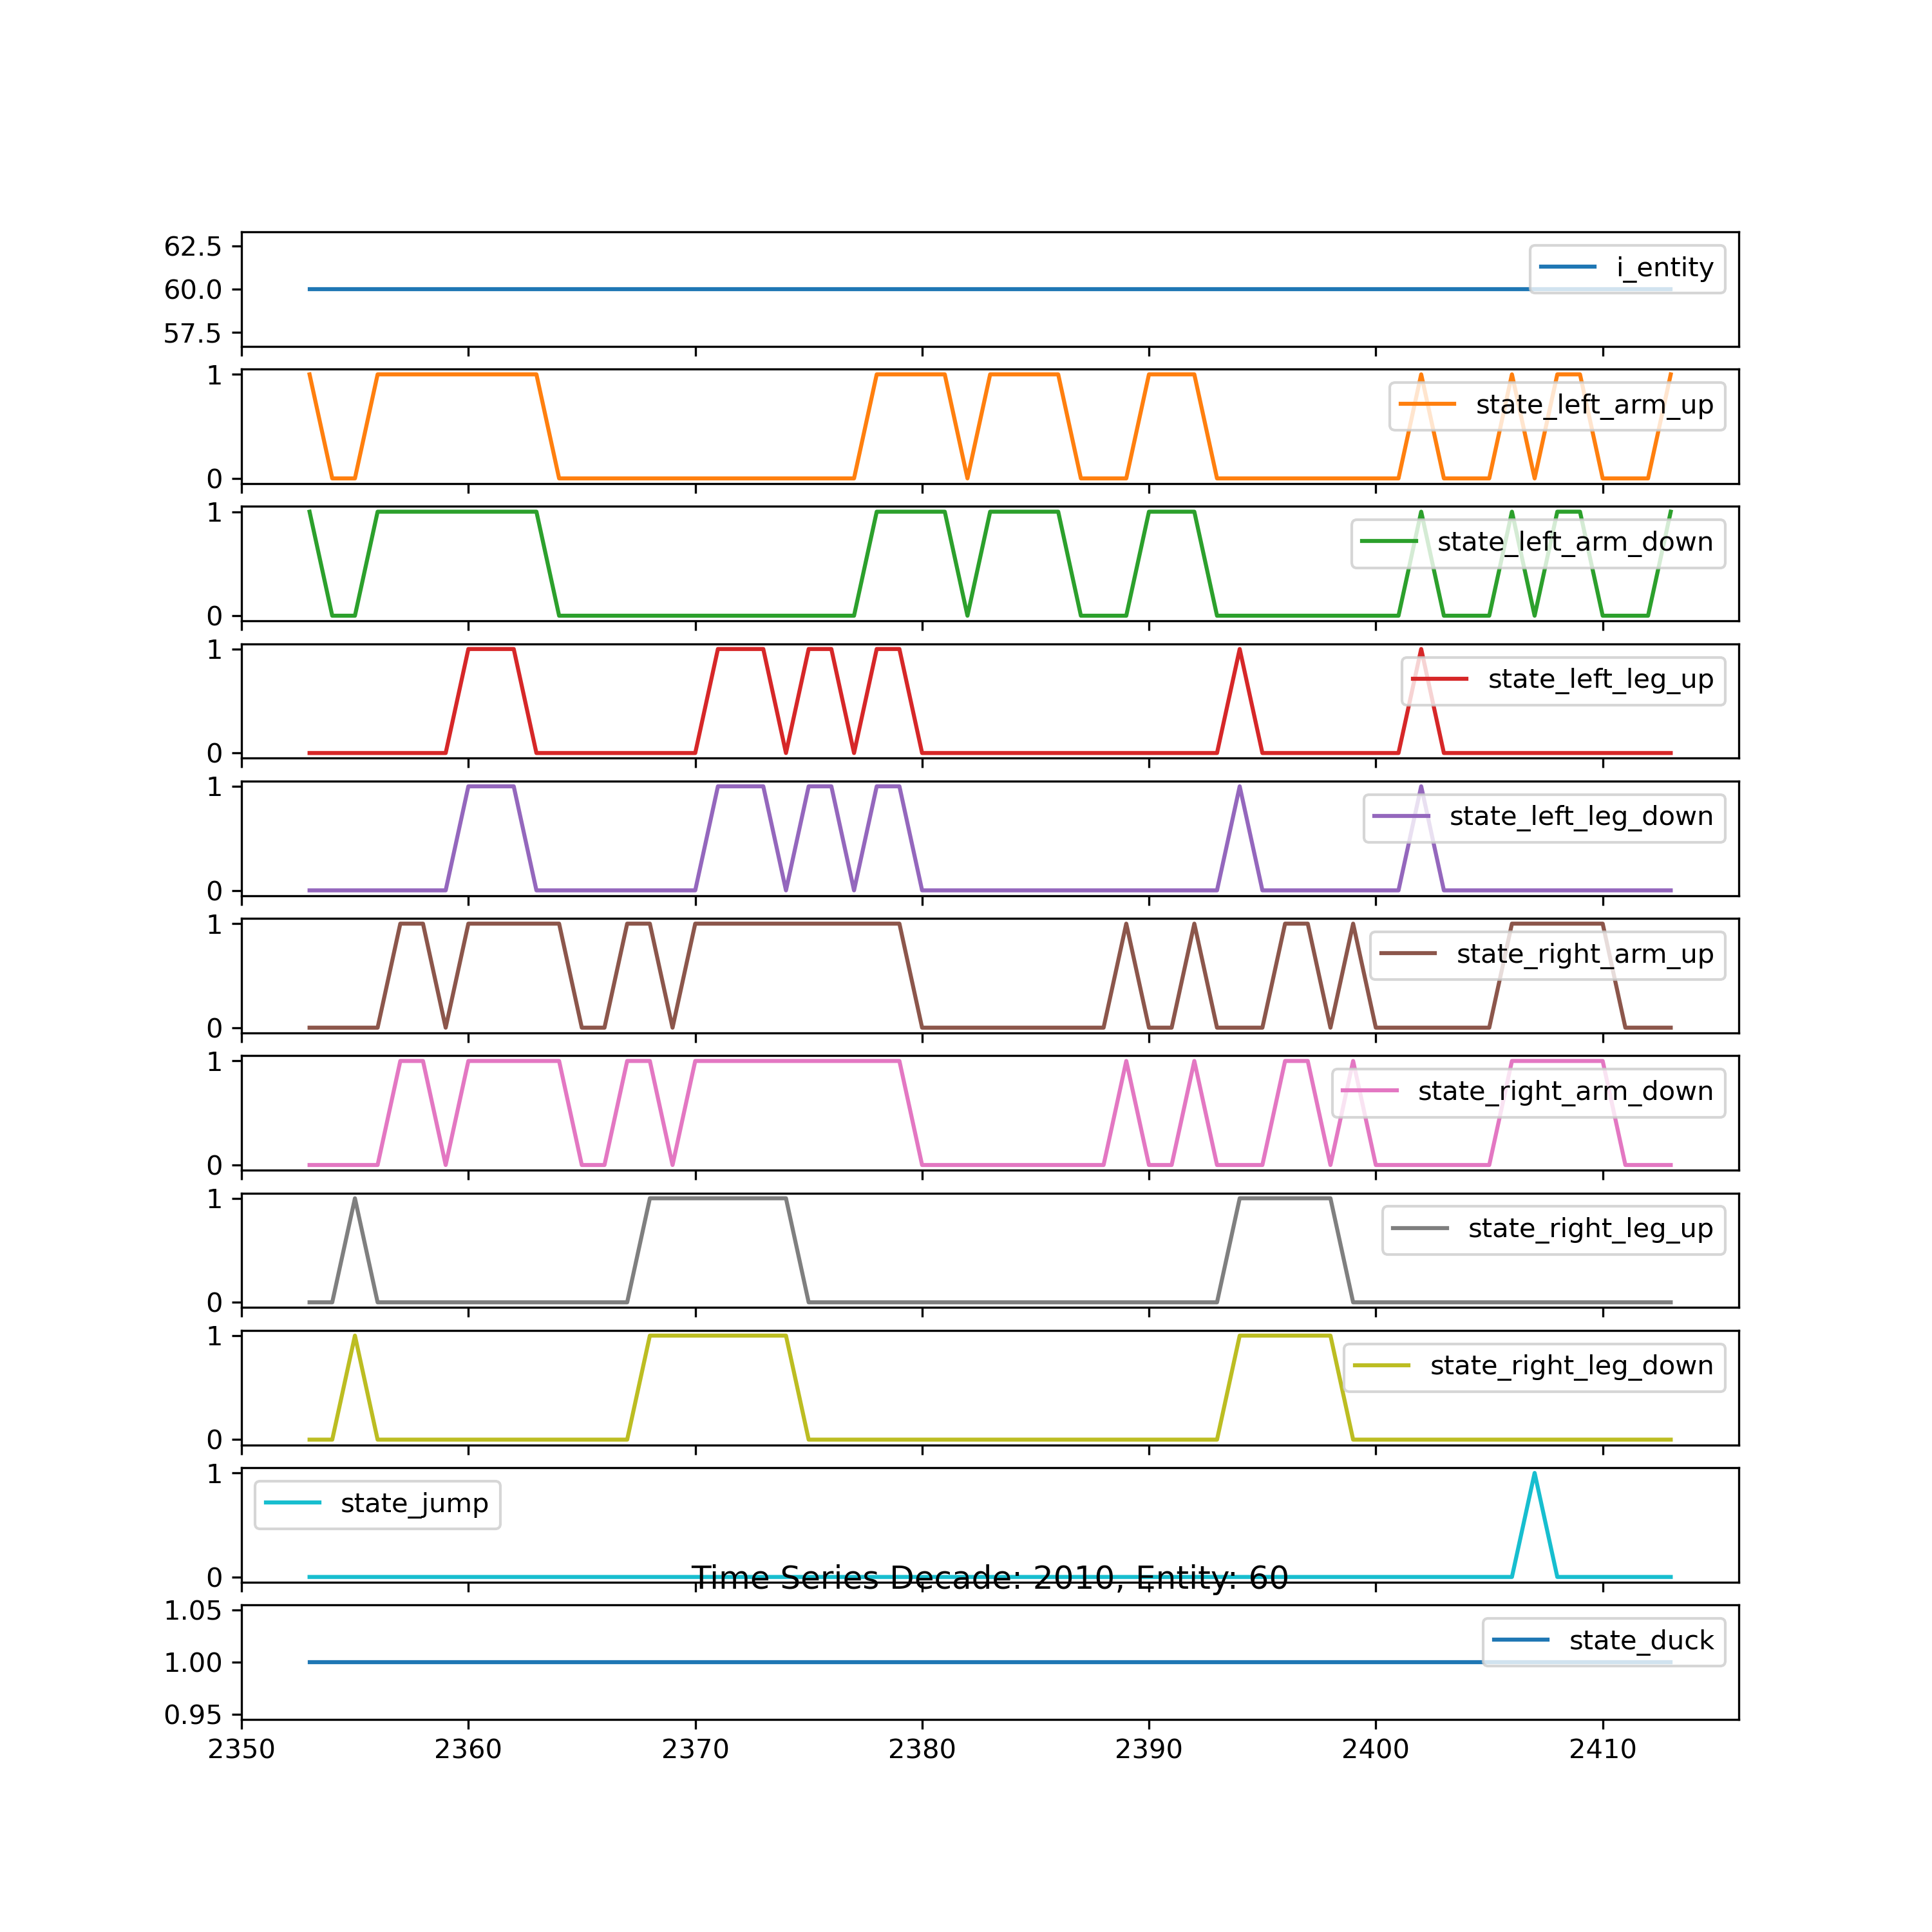 62.5
60.0
57.5
i_entity
1
0
state_left_arm_up
1
0
state_left_arm_down
1
0
state_left_leg_up
1
0
state_left_leg_down
1
0
state_right_arm_up
1
0
state_right_arm_down
1
0
state_right_leg_up
1
0
state_right_leg_down
1
0
state_jump
Time Series Decade: 2010, Entity: 60
1.05
1.00
0.95
state_duck
2350 2360 2370 2380 2390 2400 2410